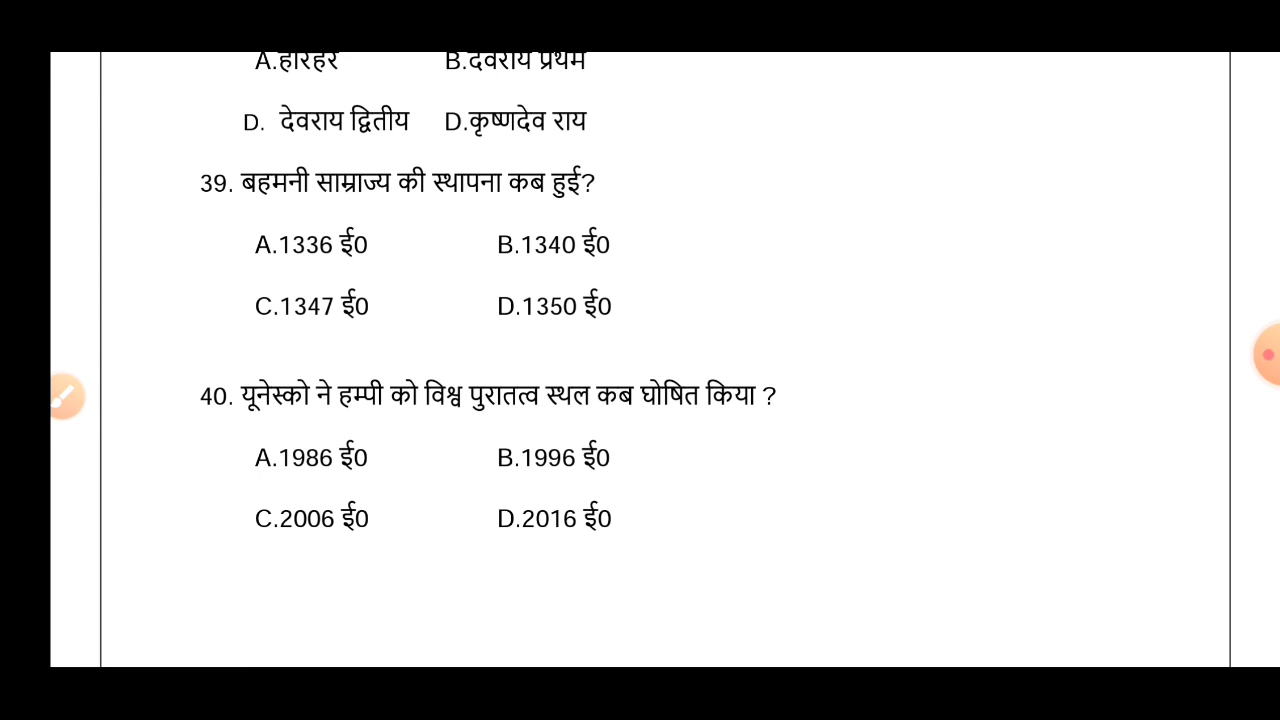 A.हरिहर B.देवराय प्रथम
D. देवराय द्वितीय D.कृष्णदेव राय
39. बहमनी साम्राज्य की स्थापना कब हुई?
A.1336 ई0 B.1340 ई0
C.1347 ई0 D.1350 ई0
40. यूनेस्को ने हम्पी को विश्व पुरातत्व स्थल कब घोषित किया ?
A.1986 ई0 B.1996 ई0
C.2006 ई0 D.2016 ई0